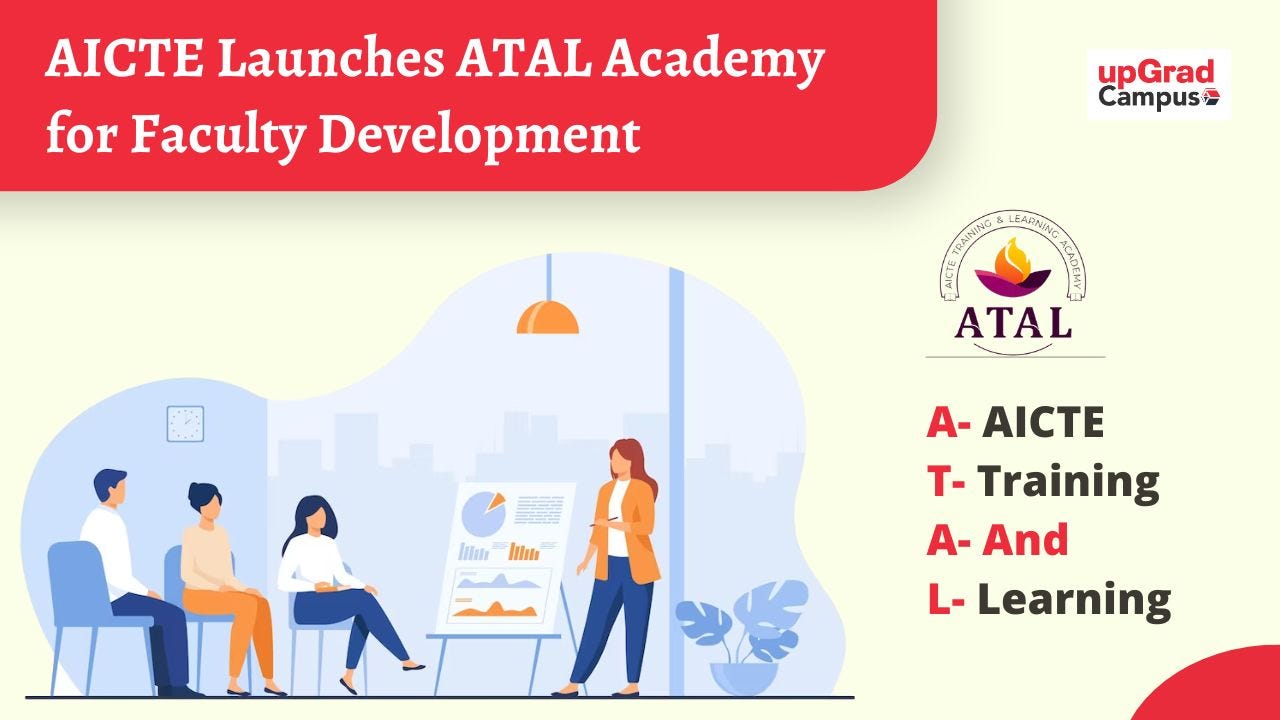 AICTE Launches ATAL Academy
for Faculty Development
upGrad
Campus
AICTE TRAINING & LEARNING ACADEMY
ATAL
A- AICTE
T- Training
A- And
L- Learning